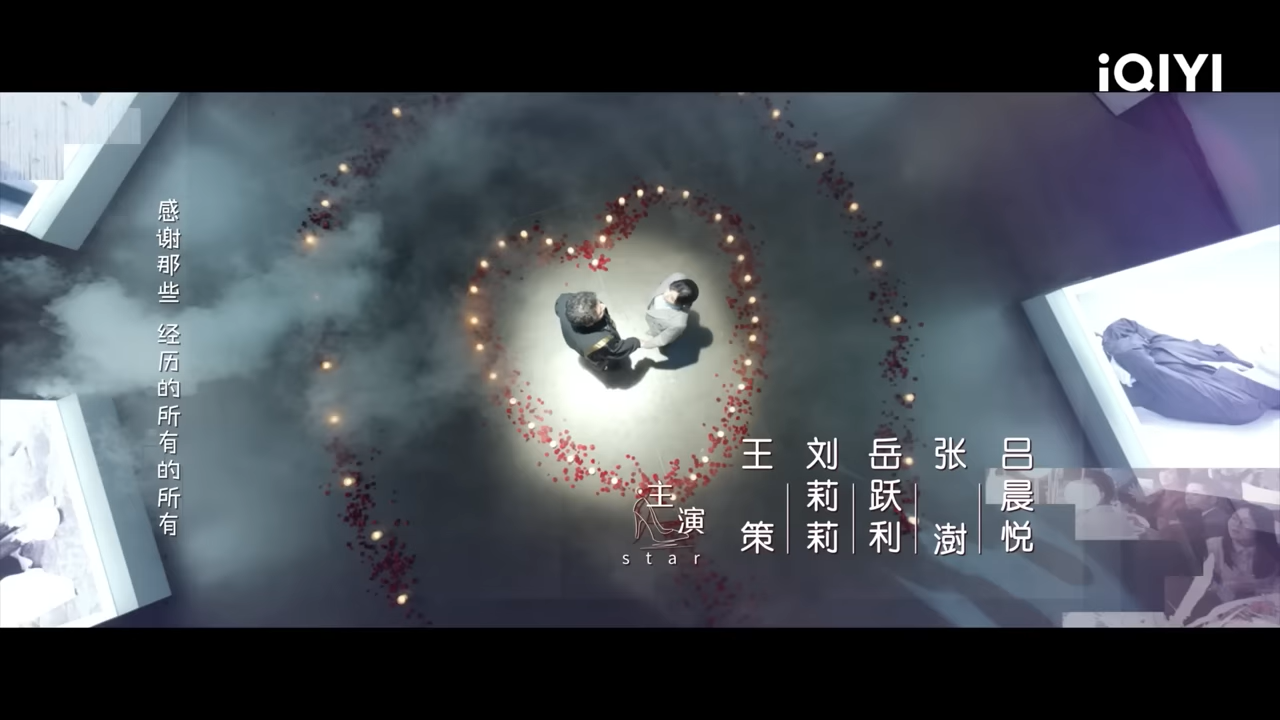 iQIYI
感谢那些 经历的所有的所有
主演
star
王策
刘莉莉
岳跃利
张澍
吕晨悦